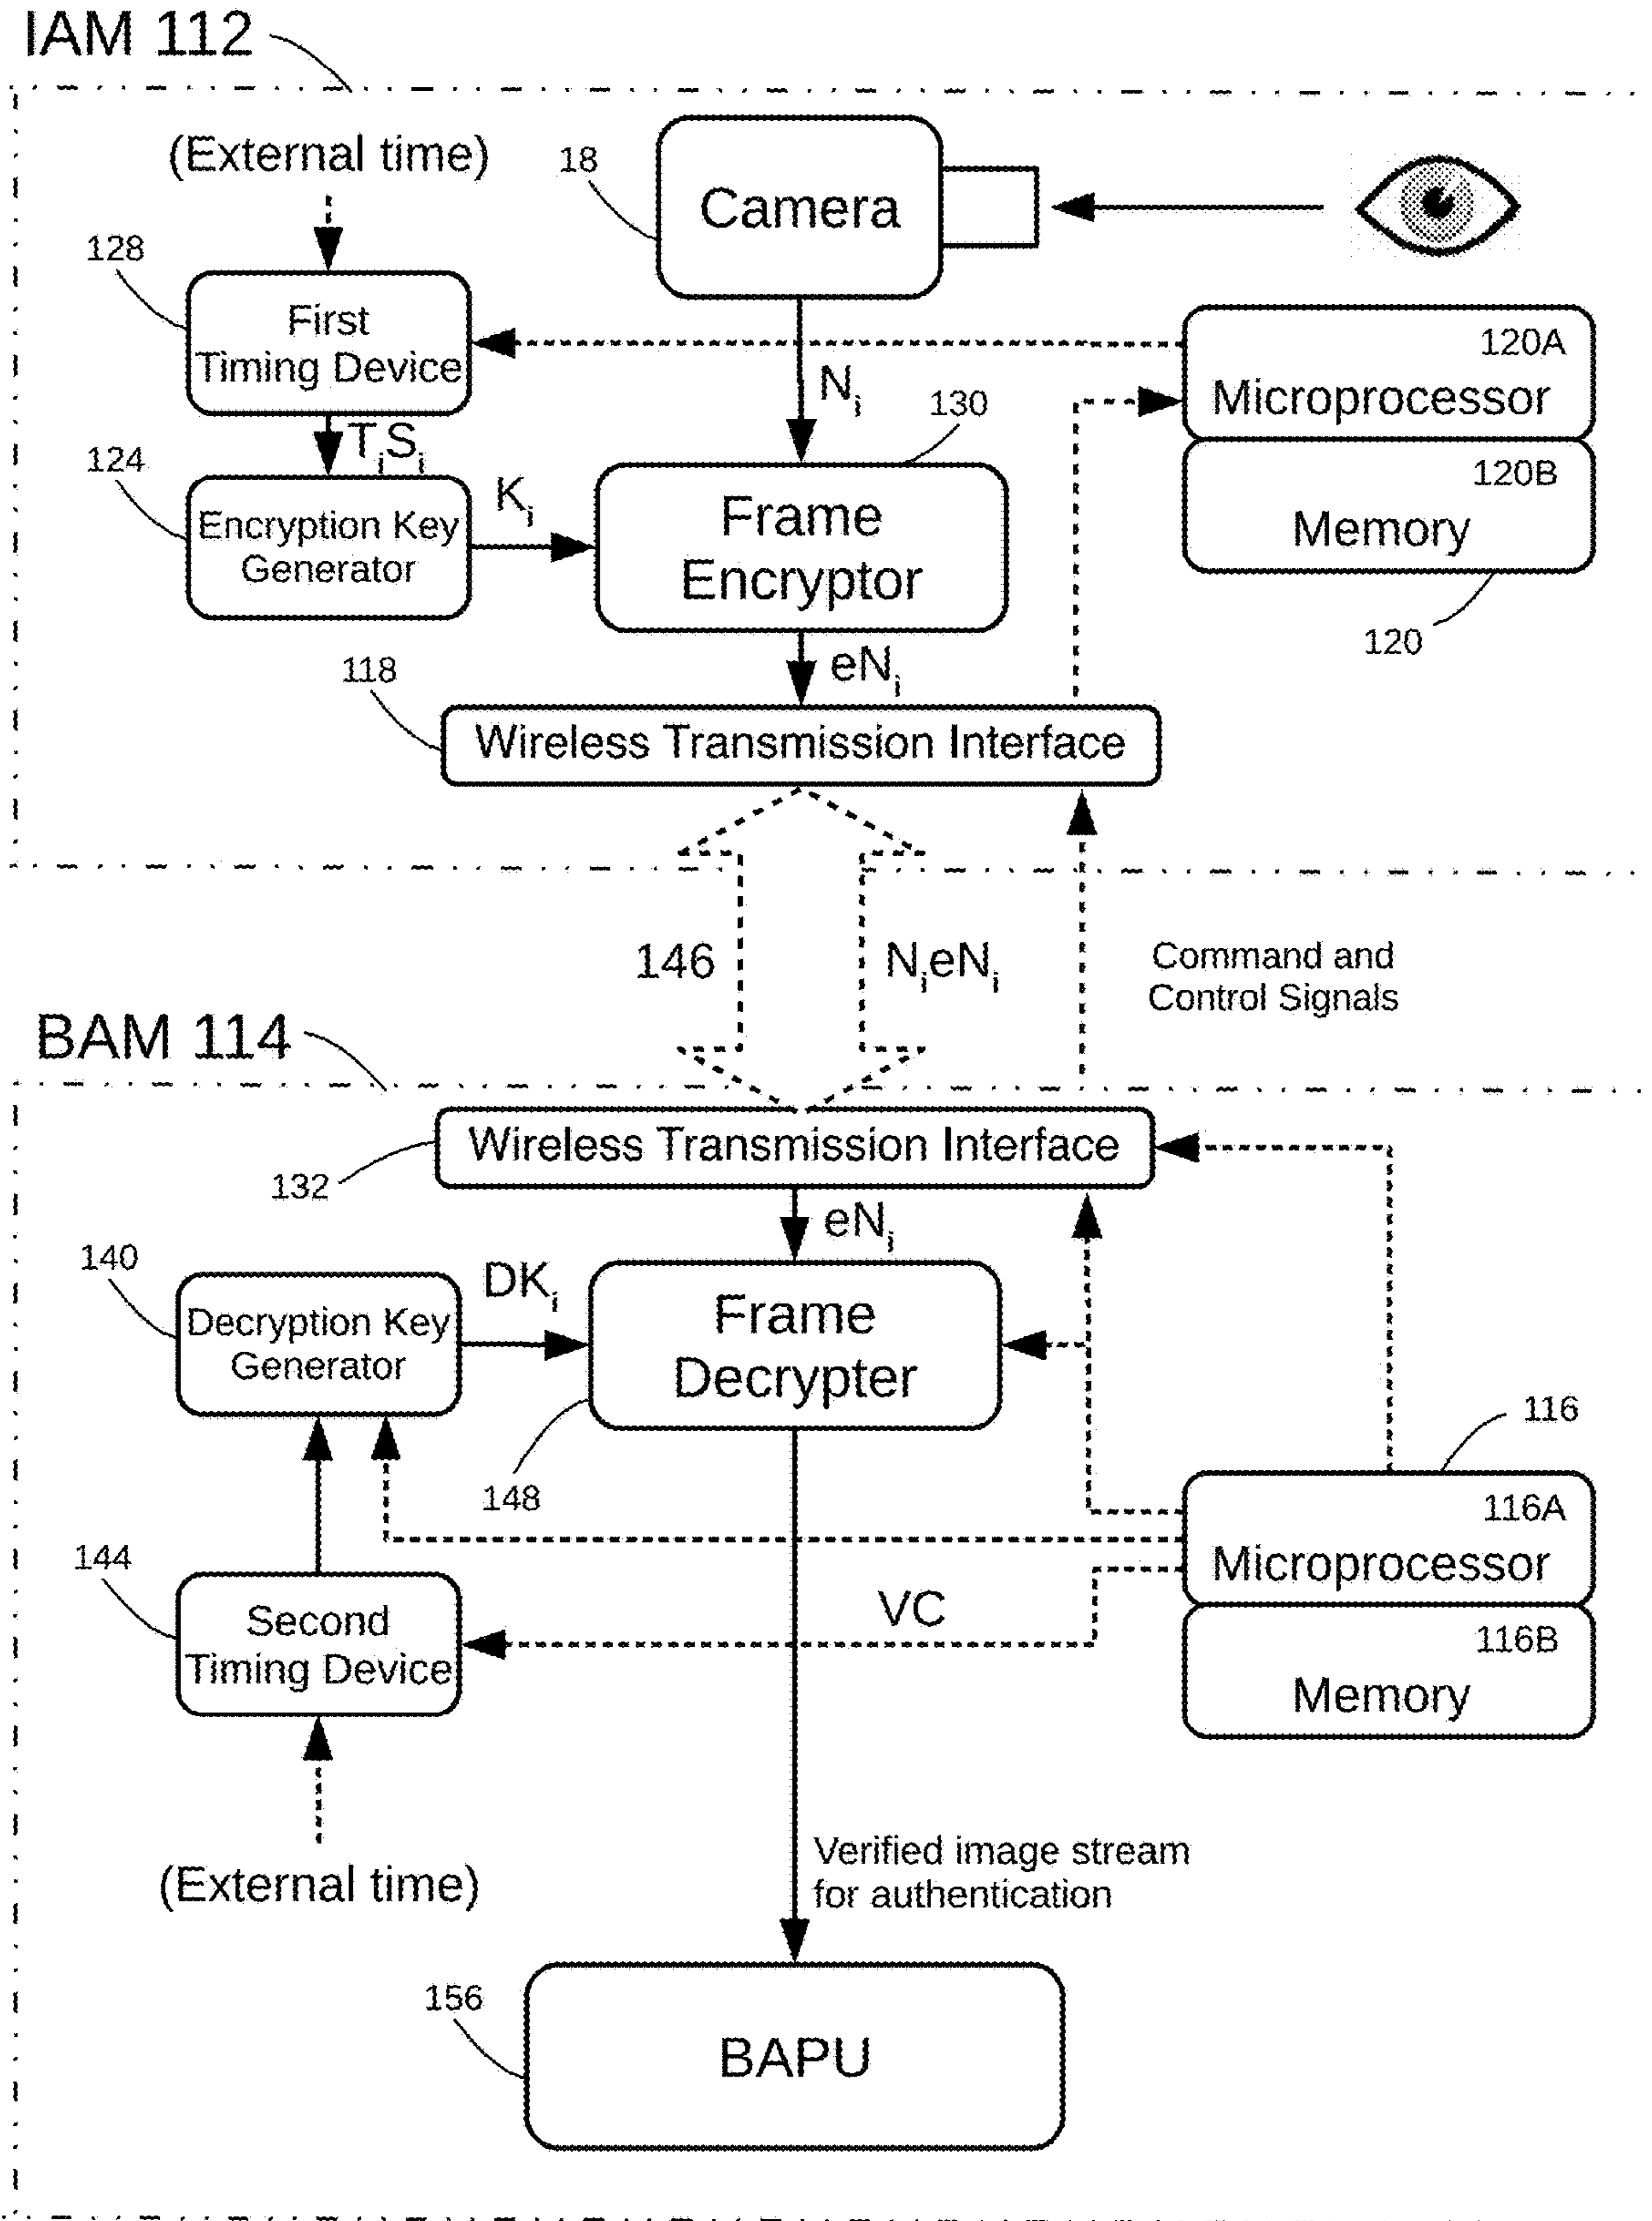 IAM 112
(External time)
18
Camera
128
First
Timing Device
120A
Microprocessor
Ni
130
TiSi
124
Encryption Key
Generator
Ki
Frame
Encryptor
120B
Memory
120
eNi
118
Wireless Transmission Interface
146
NieNi
Command and
Control Signals
BAM 114
Wireless Transmission Interface
132
eNi
140
Decryption Key
Generator
DKi
Frame
Decrypter
148
116
116A
Microprocessor
144
Second
Timing Device
VC
116B
Memory
(External time)
Verified image stream
for authentication
156
BAPU